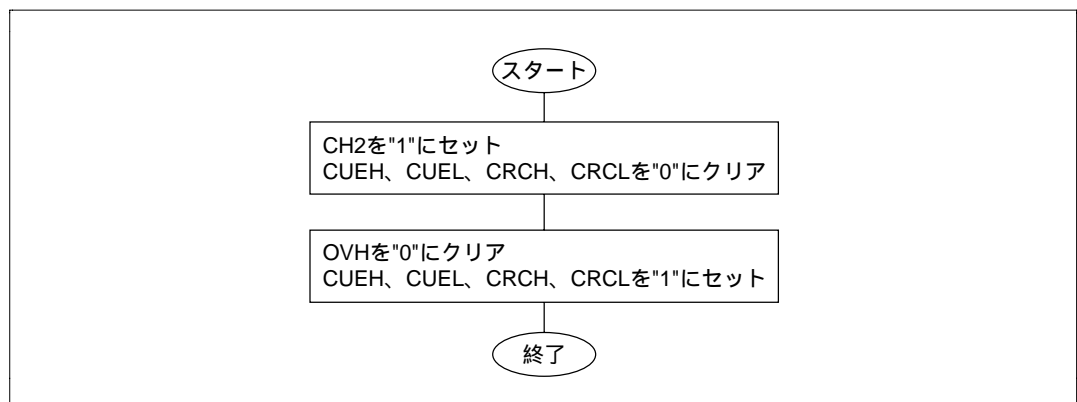 スタート
CH2を"1"にセット
CUEH、CUEL、CRCH、CRCLを"0"にクリア
OVHを"0"にクリア
CUEH、CUEL、CRCH、CRCLを"1"にセット
終了